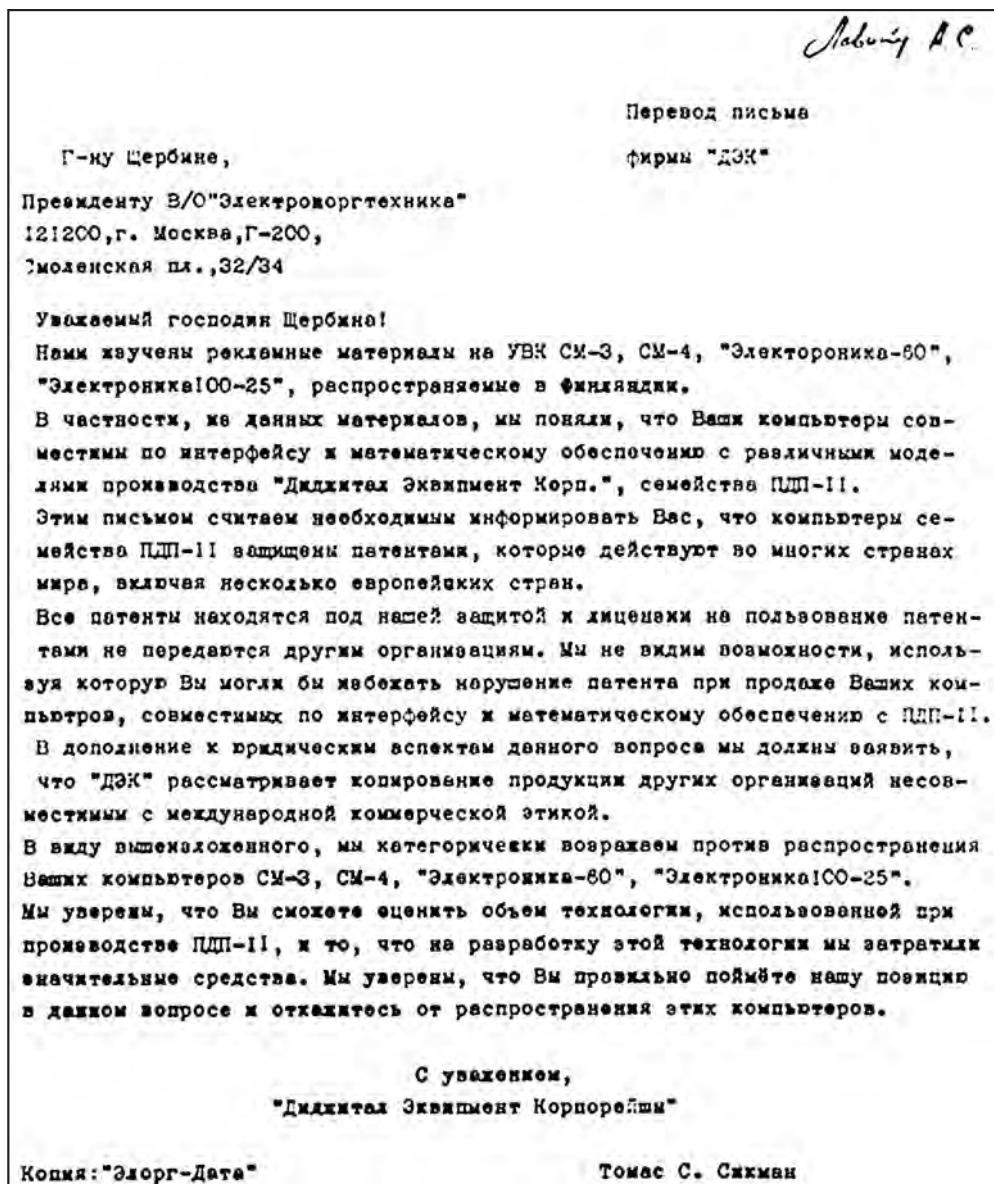 А.С.
Перевод письма
Г-ну Щербине,
фирмы "ДЭК"
Президенту В/О"Электроноргтехника"
121200,г. Москва,Г-200,
Смоленская пл.,32/34
Уважаемый господин Щербина!
Нами изучены рекламные материалы на УВК СМ-3, СМ-4, "Электороника-60",
"Электроника100-25", распространяемые в Финляндии.
В частности, из данных материалов, мы поняли, что Ваши компьютеры сов-
местимы по интерфейсу и математическому обеспечению с различными моде-
лями производства "Диджитал Эквипмент Корп.", семейства ПДП-II.
Этим письмом считаем необходимым информировать Вас, что компьютеры се-
мейства ПДП-II защищены патентами, которые действуют во многих странах
мира, включая несколько европейских стран.
Все патенты находятся под нашей защитой и лицензии на пользование патен-
тами не передаются другим организациям. Мы не видим возможности, исполь-
зуя которую Вы могли бы избежать нарушение патента при продаже Ваших ком-
пьютров, совместимых по интерфейсу и математическому обеспечению с ПДП-II.
В дополнение к юридическим аспектам данного вопроса мы должны заявить,
что "ДЭК" рассматривает копирование продукции других организаций несов-
местимым с международной коммерческой этикой.
В виду вышеизложенного, мы категорически возражаем против распространения
Ваших компьютеров СМ-3, СМ-4, "Электроника-60", "Электроника100-25".
Мы уверены, что Вы сможете оценить объем технологии, использованной при
производстве ПДП-II, и то, что на разработку этой технологии мы затратили
значительные средства. Мы уверены, что Вы правильно поймёте нашу позицию
в данном вопросе и откажитесь от распространения этих компьютеров.
С уважением,
"Диджитал Эквипмент Корпорейшн"
Копия:"Элорг-Дата"
Томас С. Сикман